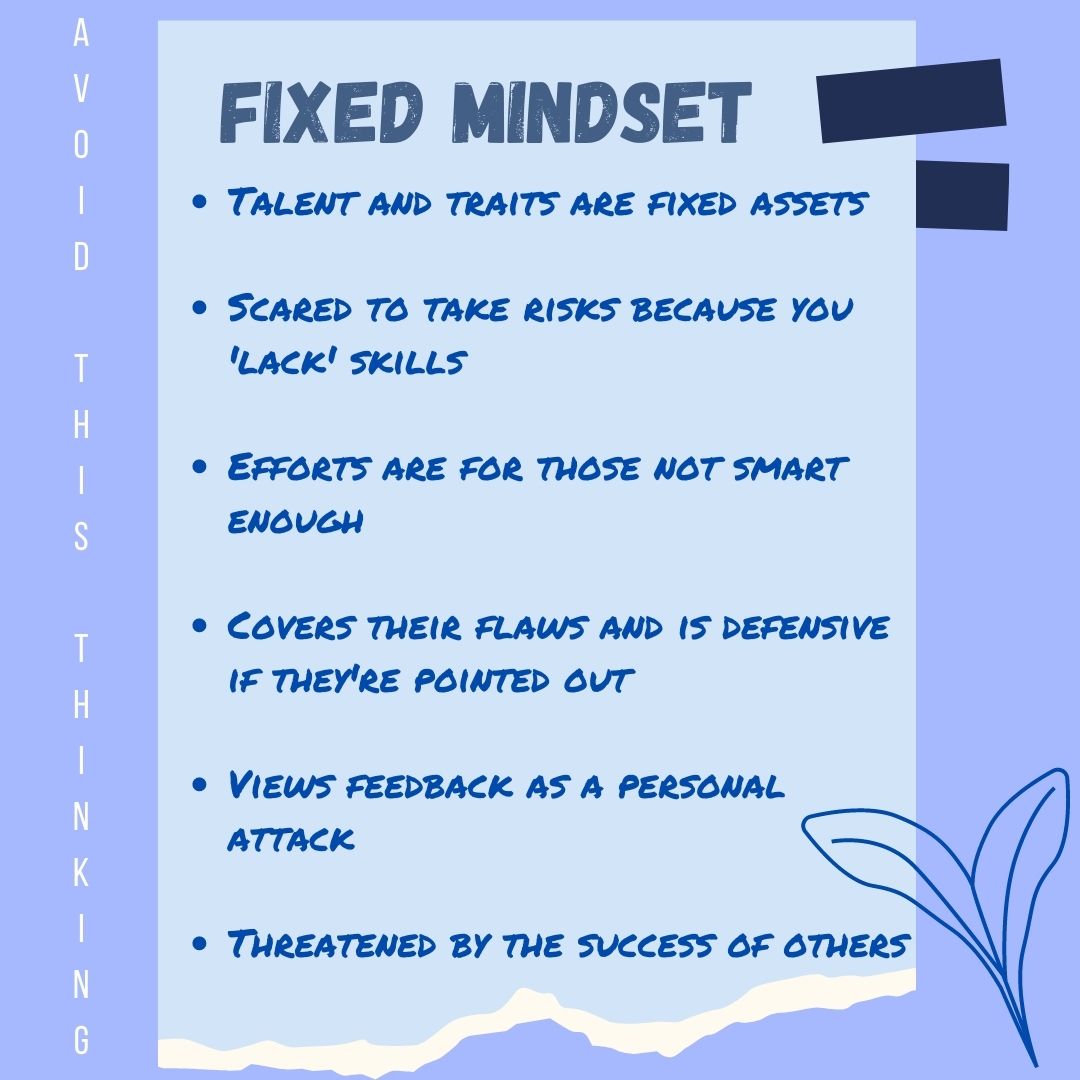 AVOID THIS THINKING
FIXED MINDSET
• TALENT AND TRAITS ARE FIXED ASSETS
• SCARED TO TAKE RISKS BECAUSE YOU
'LACK' SKILLS
• EFFORTS ARE FOR THOSE NOT SMART
ENOUGH
• COVERS THEIR FLAWS AND IS DEFENSIVE
IF THEY'RE POINTED OUT
• VIEWS FEEDBACK AS A PERSONAL
ATTACK
• THREATENED BY THE SUCCESS OF OTHERS